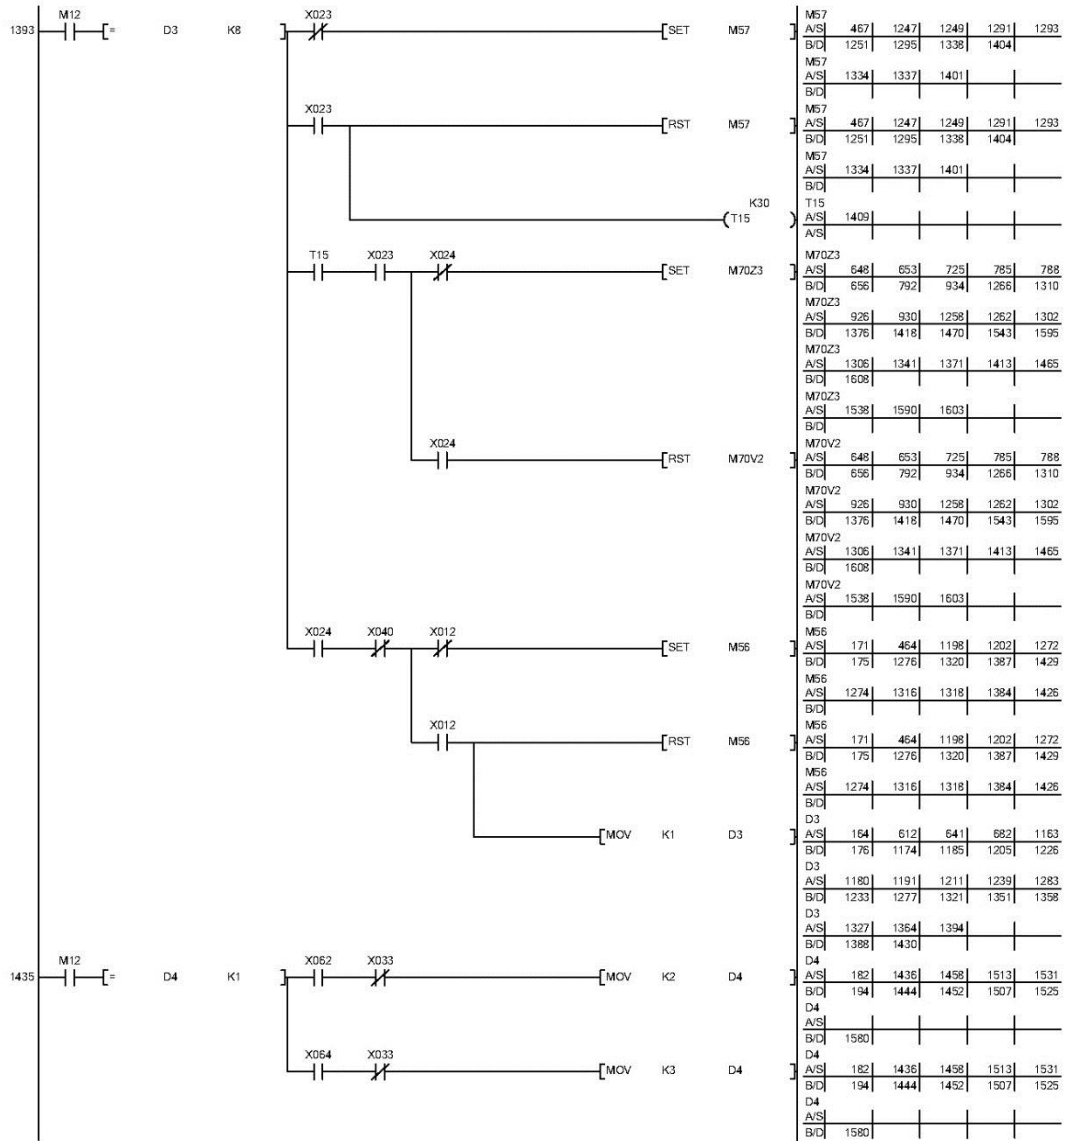 M12 X023 M57
1393 [= D3 K8 ] [SET M57 ] A/S 467 1247 1249 1291 1293
B/D 1251 1295 1338 1404
M57
A/S 1334 1337 1401
B/D
X023 M57
[RST M57 ] A/S 467 1247 1249 1291 1293
B/D 1251 1295 1338 1404
M57
A/S 1334 1337 1401
B/D
K30 T15
(T15 ) A/S 1409
A/S
T15 X023 X024 M70Z3
[SET M70Z3 ] A/S 648 653 725 785 788
B/D 656 792 934 1266 1310
M70Z3
A/S 926 930 1258 1262 1302
B/D 1376 1418 1470 1543 1595
M70Z3
A/S 1306 1341 1371 1413 1465
B/D 1608
M70Z3
A/S 1538 1590 1603
B/D
X024 M70V2
[RST M70V2 ] A/S 648 653 725 785 788
B/D 656 792 934 1266 1310
M70V2
A/S 926 930 1258 1262 1302
B/D 1376 1418 1470 1543 1595
M70V2
A/S 1306 1341 1371 1413 1465
B/D 1608
M70V2
A/S 1538 1590 1603
B/D
X024 X040 X012 M56
[SET M56 ] A/S 171 464 1198 1202 1272
B/D 175 1276 1320 1387 1429
M56
A/S 1274 1316 1318 1384 1426
B/D
X012 M56
[RST M56 ] A/S 171 464 1198 1202 1272
B/D 175 1276 1320 1387 1429
M56
A/S 1274 1316 1318 1384 1426
B/D
D3
[MOV K1 D3 ] A/S 164 612 641 682 1163
B/D 176 1174 1185 1205 1226
D3
A/S 1180 1191 1211 1239 1283
B/D 1233 1277 1321 1351 1358
D3
A/S 1327 1364 1394
B/D 1388 1430
M12 X062 X033 D4
1435 [= D4 K1 ] [MOV K2 D4 ] A/S 182 1436 1458 1513 1531
B/D 194 1444 1452 1507 1525
D4
A/S
B/D 1580
X064 X033 D4
[MOV K3 D4 ] A/S 182 1436 1458 1513 1531
B/D 194 1444 1452 1507 1525
D4
A/S
B/D 1580